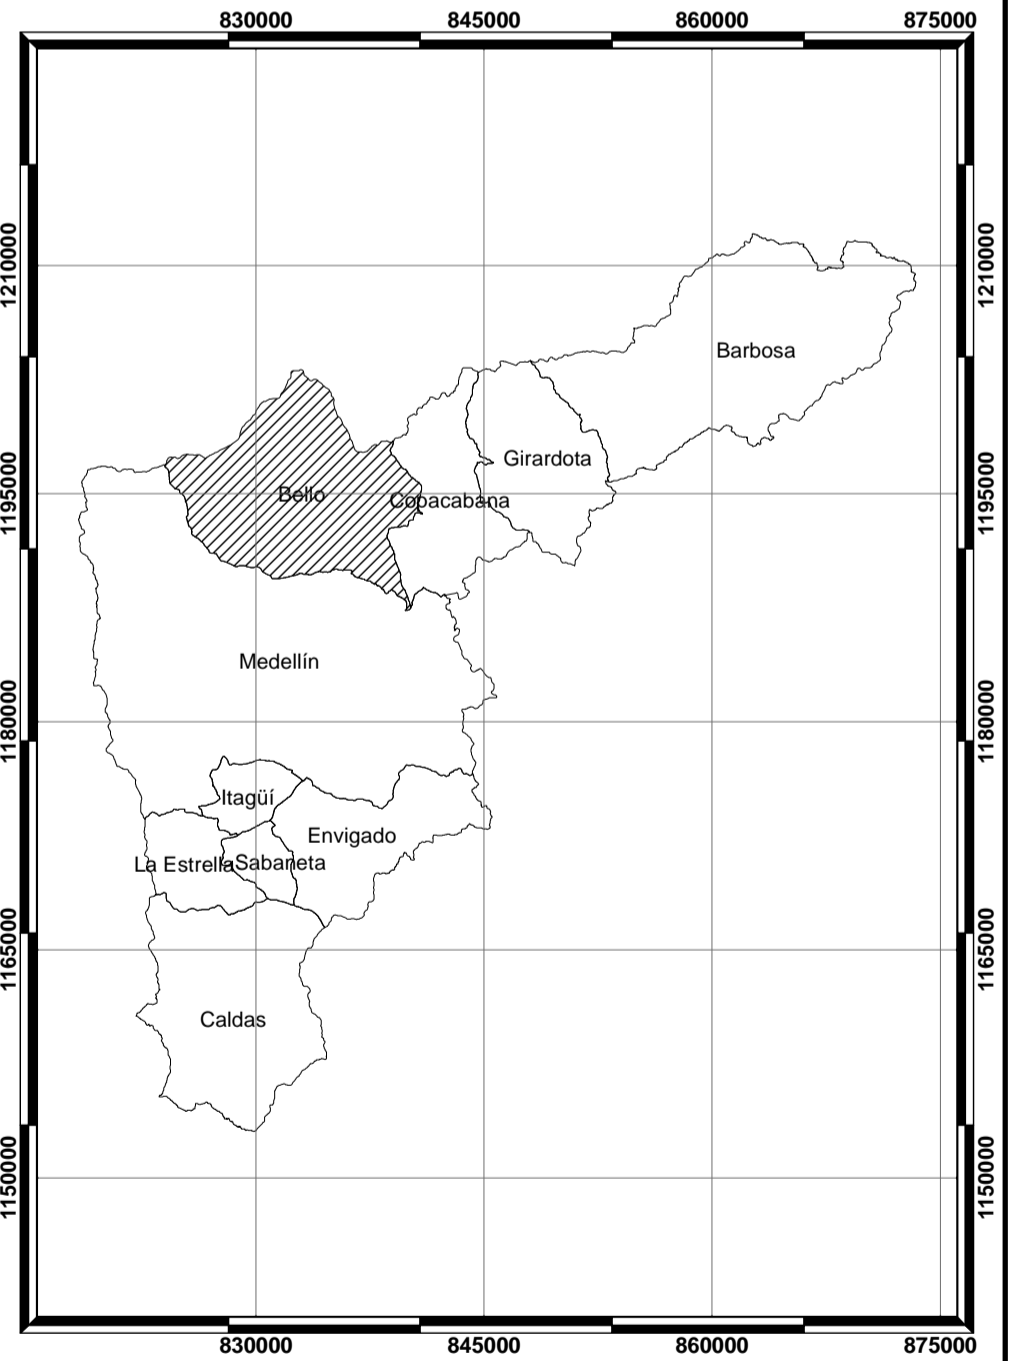 830000 845000 860000 875000
1210000 1210000
Barbosa
Girardota
1195000 Bello Copacabana 1195000
Medellín
1180000 1180000
Itagüí
Envigado
La Estrella Sabaneta
1165000 1165000
Caldas
1150000 1150000
830000 845000 860000 875000